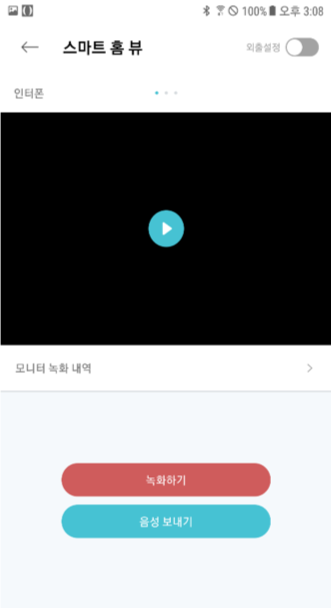 100% 오후 3:08
스마트 홈 뷰
외출설정
인터폰
모니터 녹화 내역
녹화하기
음성 보내기